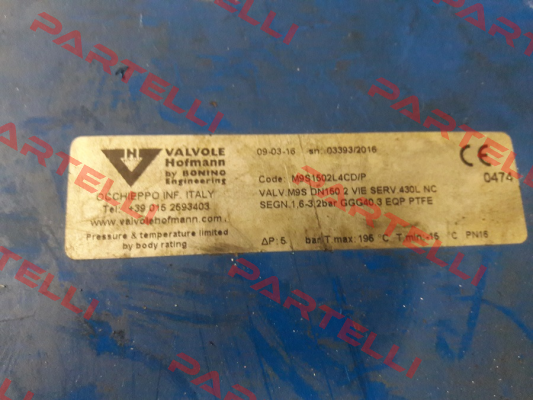 VH
VALVOLE
Hofmann
by BONINO
Engineering
OCCHIEPPO INF. ITALY
Tel: +39 015 2593403
www.valvolehofmann.com
Pressure & temperature limited
by body rating
09-03-16 sn: 03393/2016
Code: M9S1502L4CDIP
VALV.M9S DN150 2 VIE SERV 430L NC
SEGN.1,6-3,2bar GGG40.3 EQP PTFE
ΔP: 5 bar T max: 196 °C, T min: -15 °C PN16
CE
0474
PARTELLI
PARTELLI
PARTELLI
PARTELLI
PARTELLI
PARTELLI